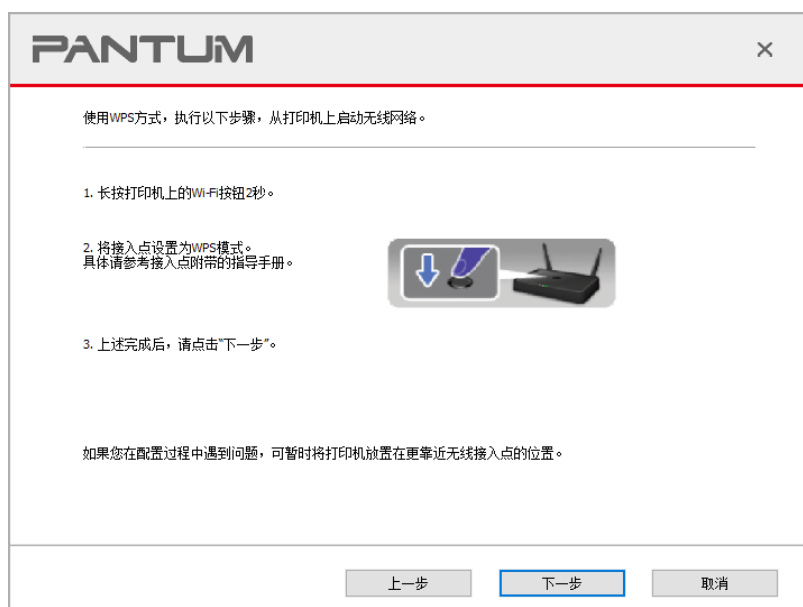 PANTUM
使用WPS方式，执行以下步骤，从打印机上启动无线网络。
1. 长按打印机上的Wi-Fi按钮2秒。
2. 将接入点设置为WPS模式。
具体请参考接入点附带的指导手册。
3. 上述完成后，请点击"下一步"。
如果您在配置过程中遇到问题，可暂时将打印机放置在更靠近无线接入点的位置。
上一步
下一步
取消